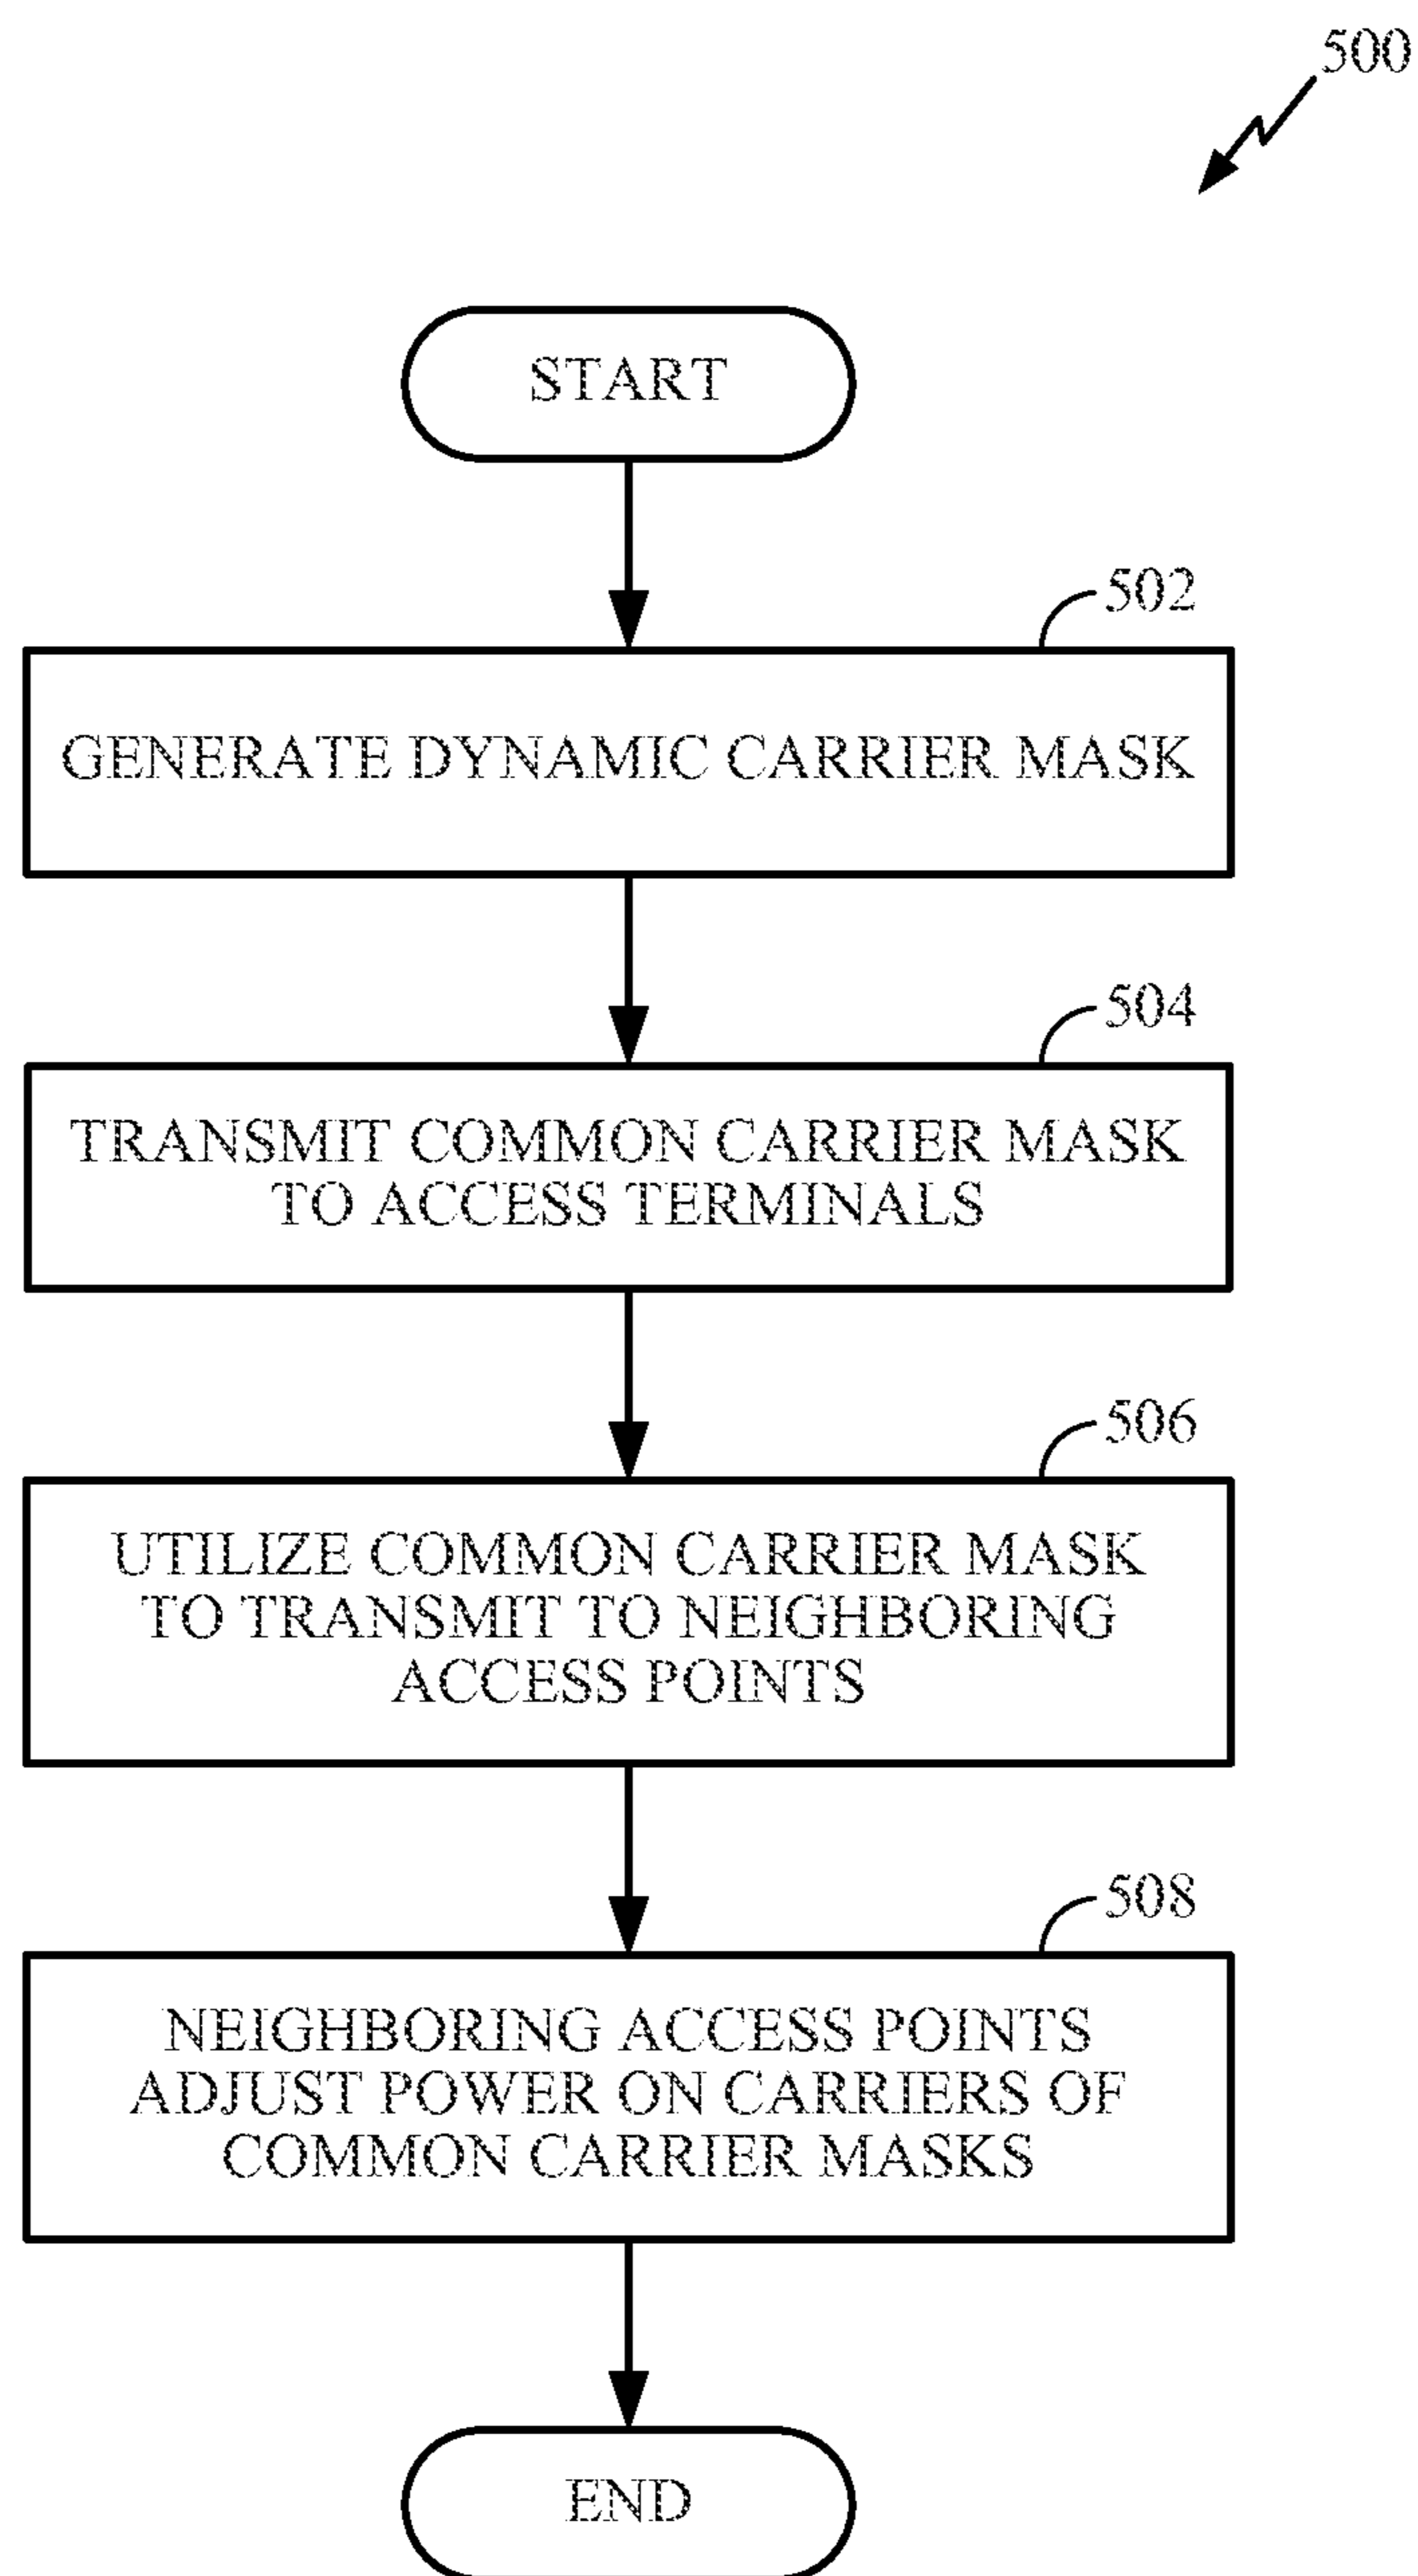 500
START
502
GENERATE DYNAMIC CARRIER MASK
504
TRANSMIT COMMON CARRIER MASK
TO ACCESS TERMINALS
506
UTILIZE COMMON CARRIER MASK
TO TRANSMIT TO NEIGHBORING
ACCESS POINTS
508
NEIGHBORING ACCESS POINTS
ADJUST POWER ON CARRIERS OF
COMMON CARRIER MASKS
END